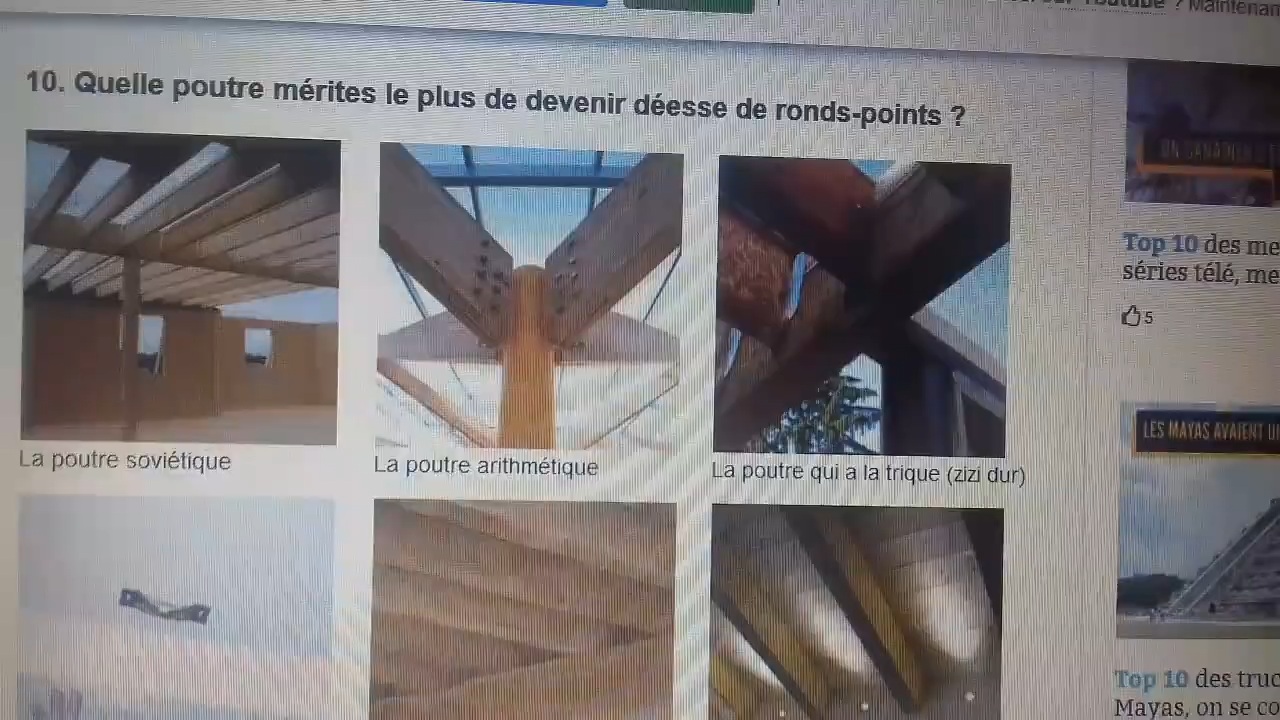 Youtube ? Maintenan
10. Quelle poutre mérites le plus de devenir déesse de ronds-points ?
La poutre soviétique
La poutre arithmétique
La poutre qui a la trique (zizi dur)
Top 10 des me
séries télé, me
5
LES MAYAS AVAIENT U
Top 10 des truc
Mayas, on se co